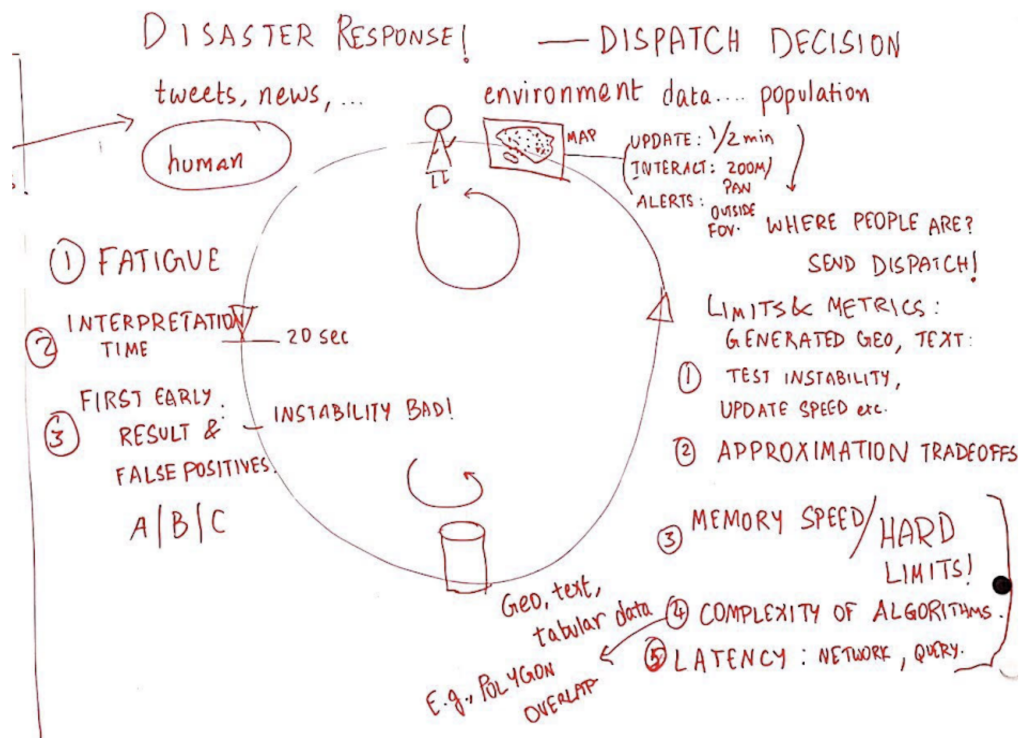 DISASTER RESPONSE! — DISPATCH DECISION
tweets, news, ...
human
environment data.... population
MAP
UPDATE: 1/2 min
INTERACT: ZOOM/
PAN
ALERTS: OUTSIDE
FOV.
WHERE PEOPLE ARE?
SEND DISPATCH!
① FATIGUE
② INTERPRETATION
TIME
20 sec
③ FIRST EARLY
RESULT &
FALSE POSITIVES.
INSTABILITY BAD!
A|B|C
LIMITS & METRICS:
GENERATED GEO, TEXT:
① TEST INSTABILITY,
UPDATE SPEED etc.
② APPROXIMATION TRADEOFFS
③ MEMORY SPEED/HARD
LIMITS!
④ COMPLEXITY OF ALGORITHMS.
⑤ LATENCY: NETWORK, QUERY.
Geo, text,
tabular data
E.g., POLYGON
OVERLAP